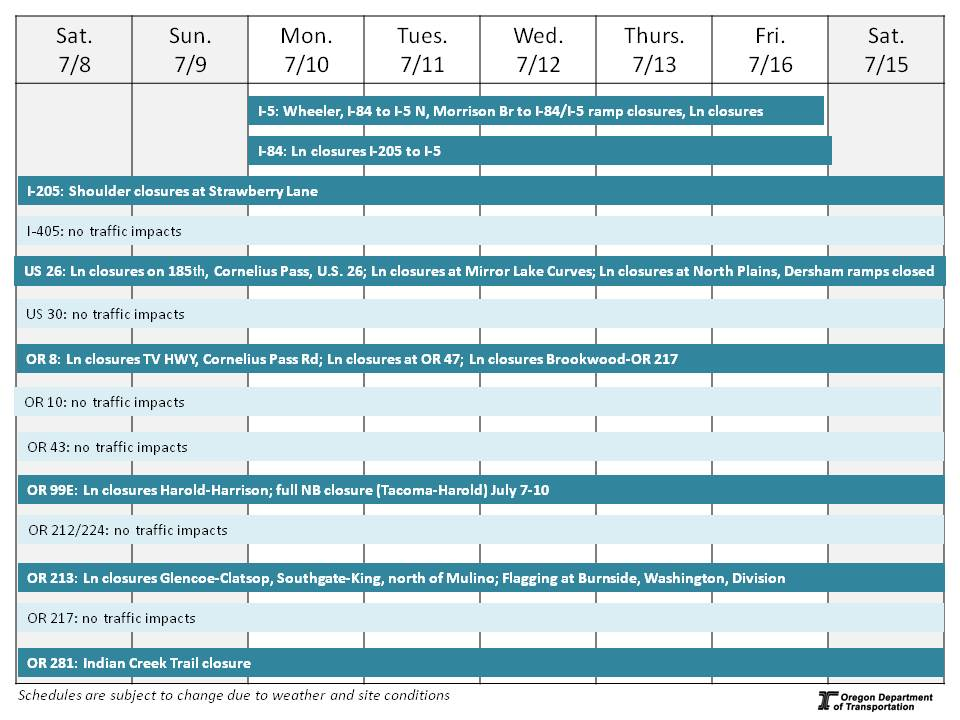 Sat. Sun. Mon. Tues. Wed. Thurs. Fri. Sat.
7/8 7/9 7/10 7/11 7/12 7/13 7/16 7/15
I-5: Wheeler, I-84 to I-5 N, Morrison Br to I-84/I-5 ramp closures, Ln closures
I-84: Ln closures I-205 to I-5
I-205: Shoulder closures at Strawberry Lane
I-405: no traffic impacts
US 26: Ln closures on 185th, Cornelius Pass, U.S. 26; Ln closures at Mirror Lake Curves; Ln closures at North Plains, Dersham ramps closed
US 30: no traffic impacts
OR 8: Ln closures TV HWY, Cornelius Pass Rd; Ln closures at OR 47; Ln closures Brookwood-OR 217
OR 10: no traffic impacts
OR 43: no traffic impacts
OR 99E: Ln closures Harold-Harrison; full NB closure (Tacoma-Harold) July 7-10
OR 212/224: no traffic impacts
OR 213: Ln closures Glencoe-Clatsop, Southgate-King, north of Mulino; Flagging at Burnside, Washington, Division
OR 217: no traffic impacts
OR 281: Indian Creek Trail closure
Schedules are subject to change due to weather and site conditions
Oregon Department
of Transportation